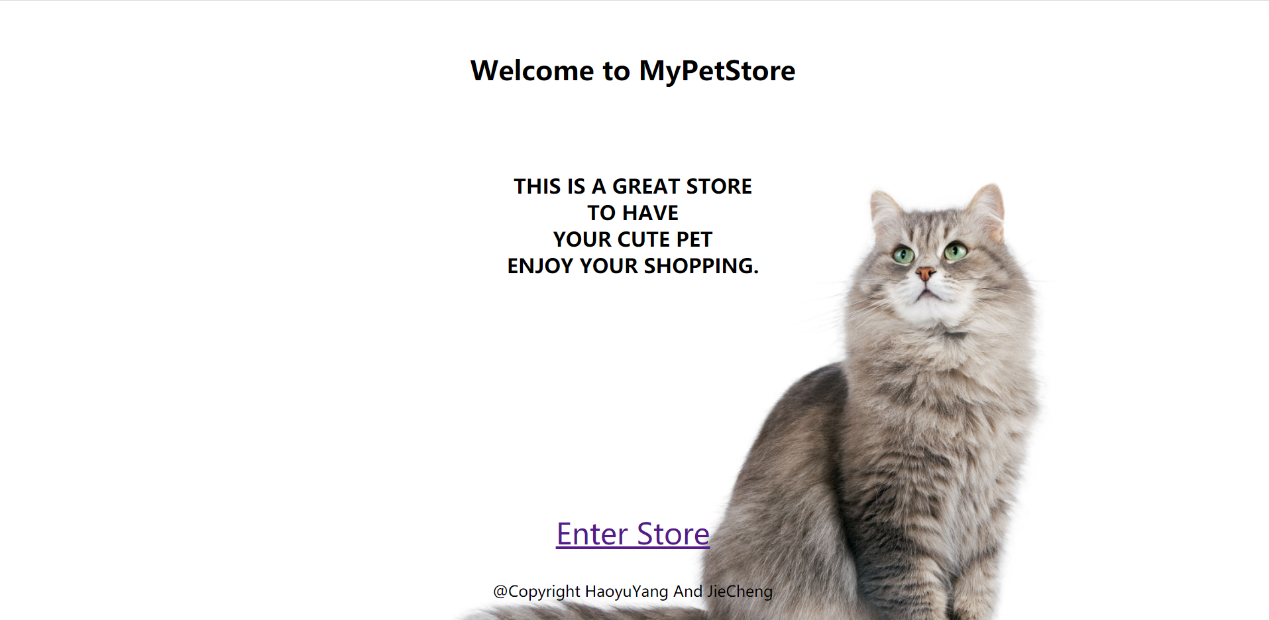 Welcome to MyPetStore
THIS IS A GREAT STORE
TO HAVE
YOUR CUTE PET
ENJOY YOUR SHOPPING.
Enter Store
@Copyright HaoyuYang And JieCheng